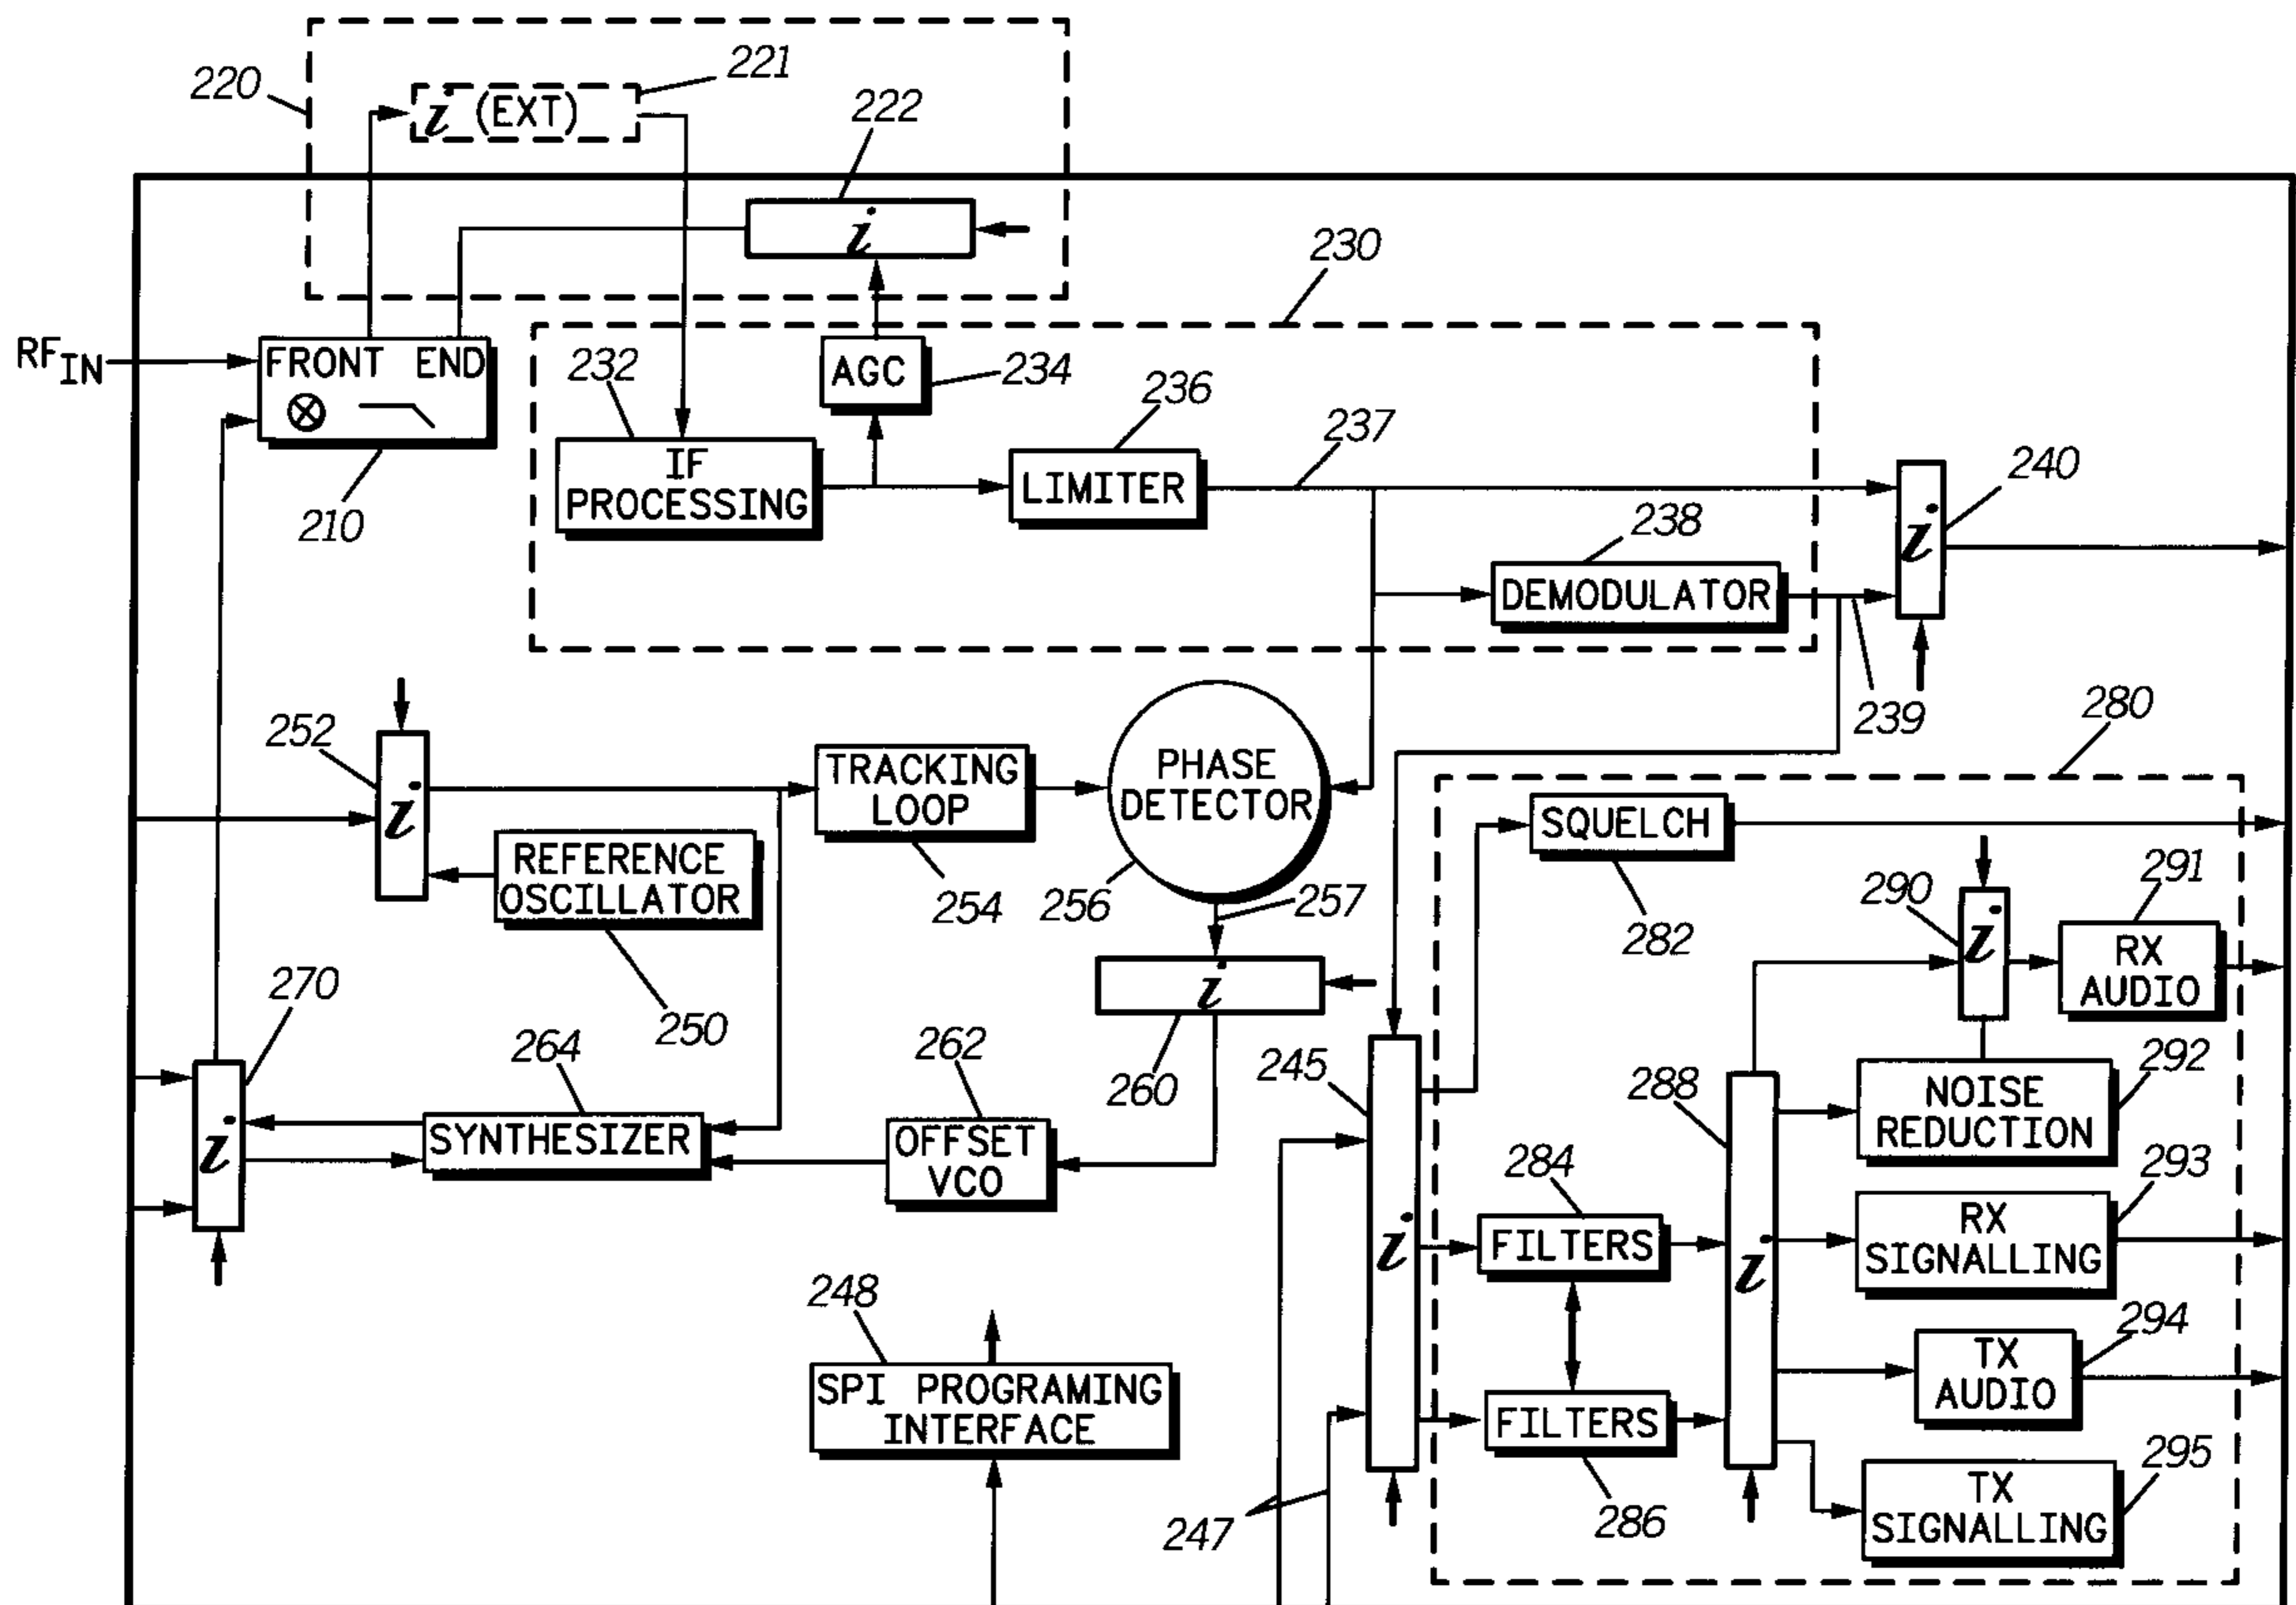 220
i (EXT)
221
222
i
230
RF IN
FRONT END
210
232
IF
PROCESSING
AGC
234
236
LIMITER
237
238
DEMODULATOR
239
240
i
252
i
REFERENCE
OSCILLATOR
250
TRACKING
LOOP
254
PHASE
DETECTOR
256
257
i
260
270
i
264
SYNTHESIZER
262
OFFSET
VCO
248
SPI PROGRAMING
INTERFACE
245
i
247
280
SQUELCH
282
284
FILTERS
FILTERS
286
288
i
290
i
291
RX
AUDIO
292
NOISE
REDUCTION
293
RX
SIGNALLING
294
TX
AUDIO
295
TX
SIGNALLING